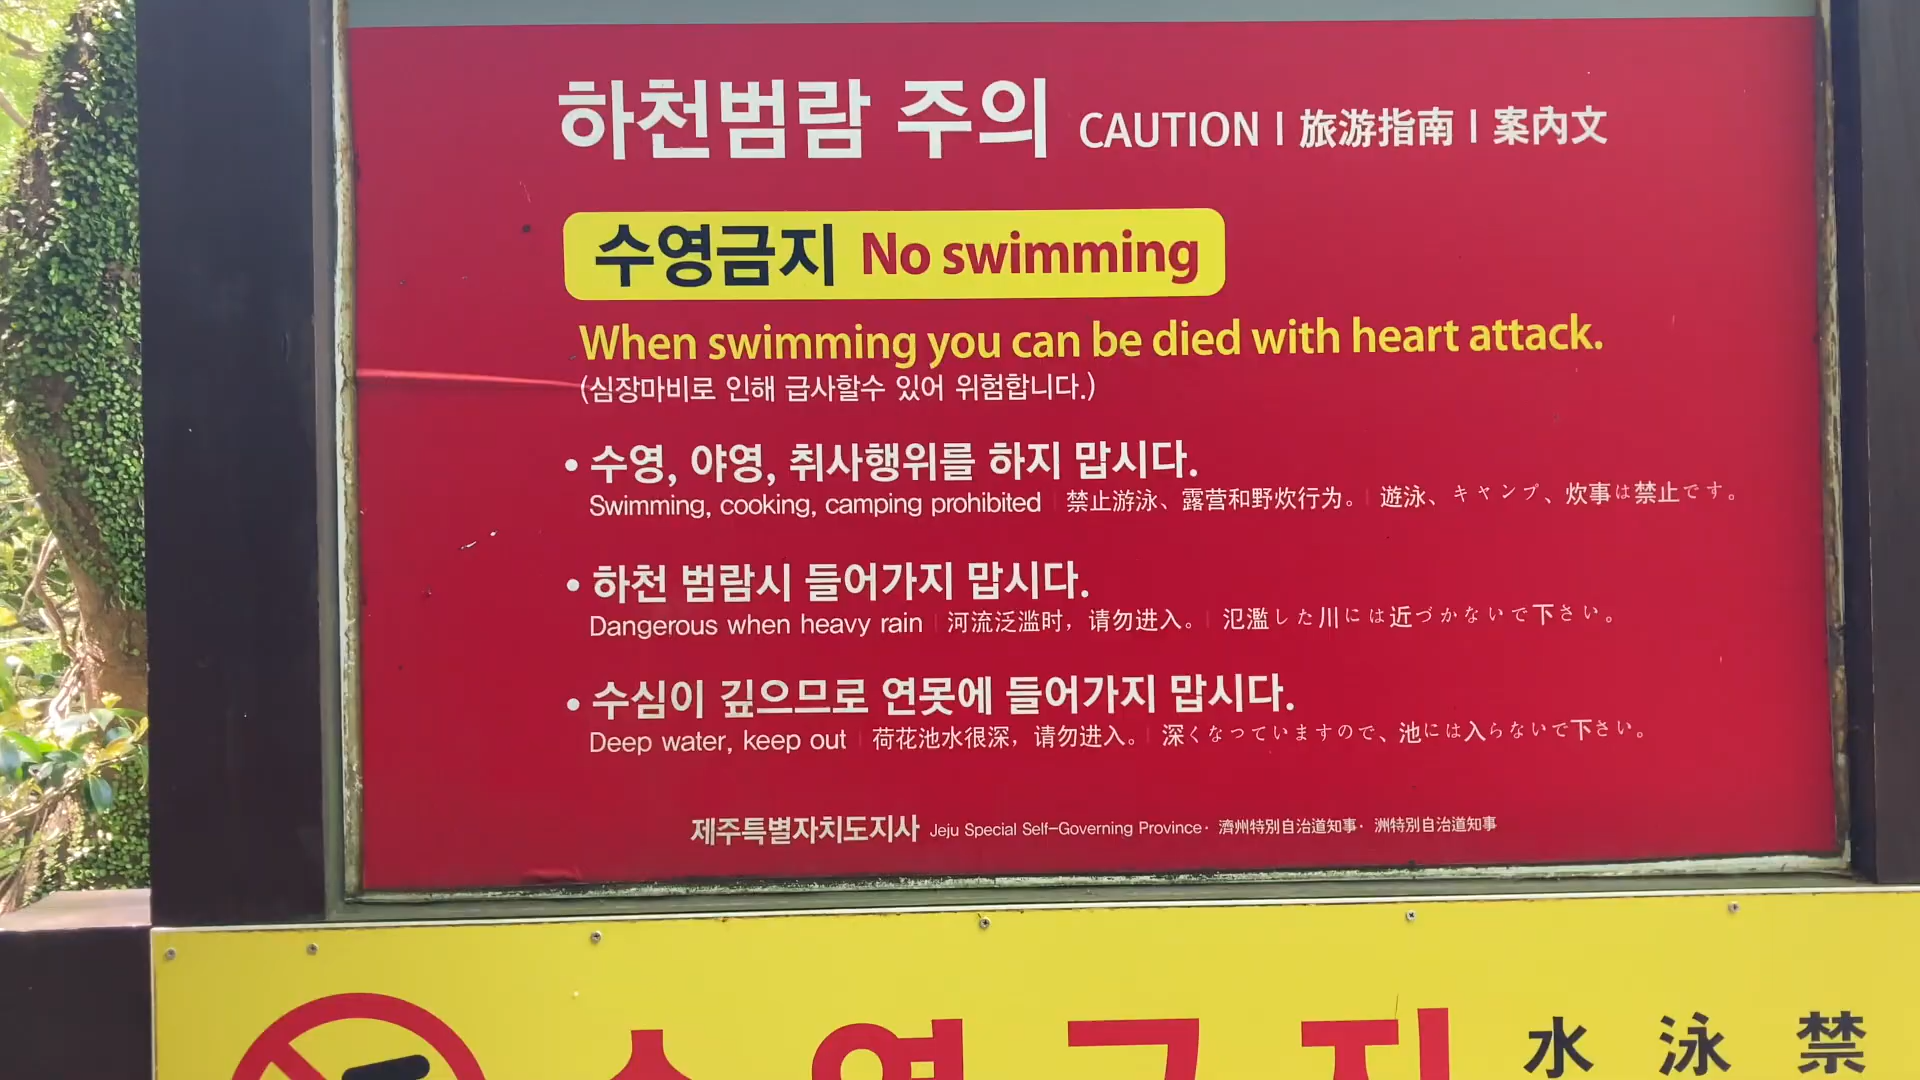 하천범람 주의 CAUTION | 旅游指南 | 案內文
수영금지 No swimming
When swimming you can be died with heart attack.
(심장마비로 인해 급사할수 있어 위험합니다.)
• 수영, 야영, 취사행위를 하지 맙시다.
Swimming, cooking, camping prohibited | 禁止游泳、露营和野炊行为。 | 遊泳、キャンプ、炊事は禁止です。
• 하천 범람시 들어가지 맙시다.
Dangerous when heavy rain | 河流泛滥时，请勿进入。 | 氾濫した川には近づかないで下さい。
• 수심이 깊으므로 연못에 들어가지 맙시다.
Deep water, keep out | 荷花池水很深，请勿进入。 | 深くなっていますので、池には入らないで下さい。
제주특별자치도지사 Jeju Special Self-Governing Province· 濟州特別自治道知事· 洲特別自治道知事
수영금지 水泳禁